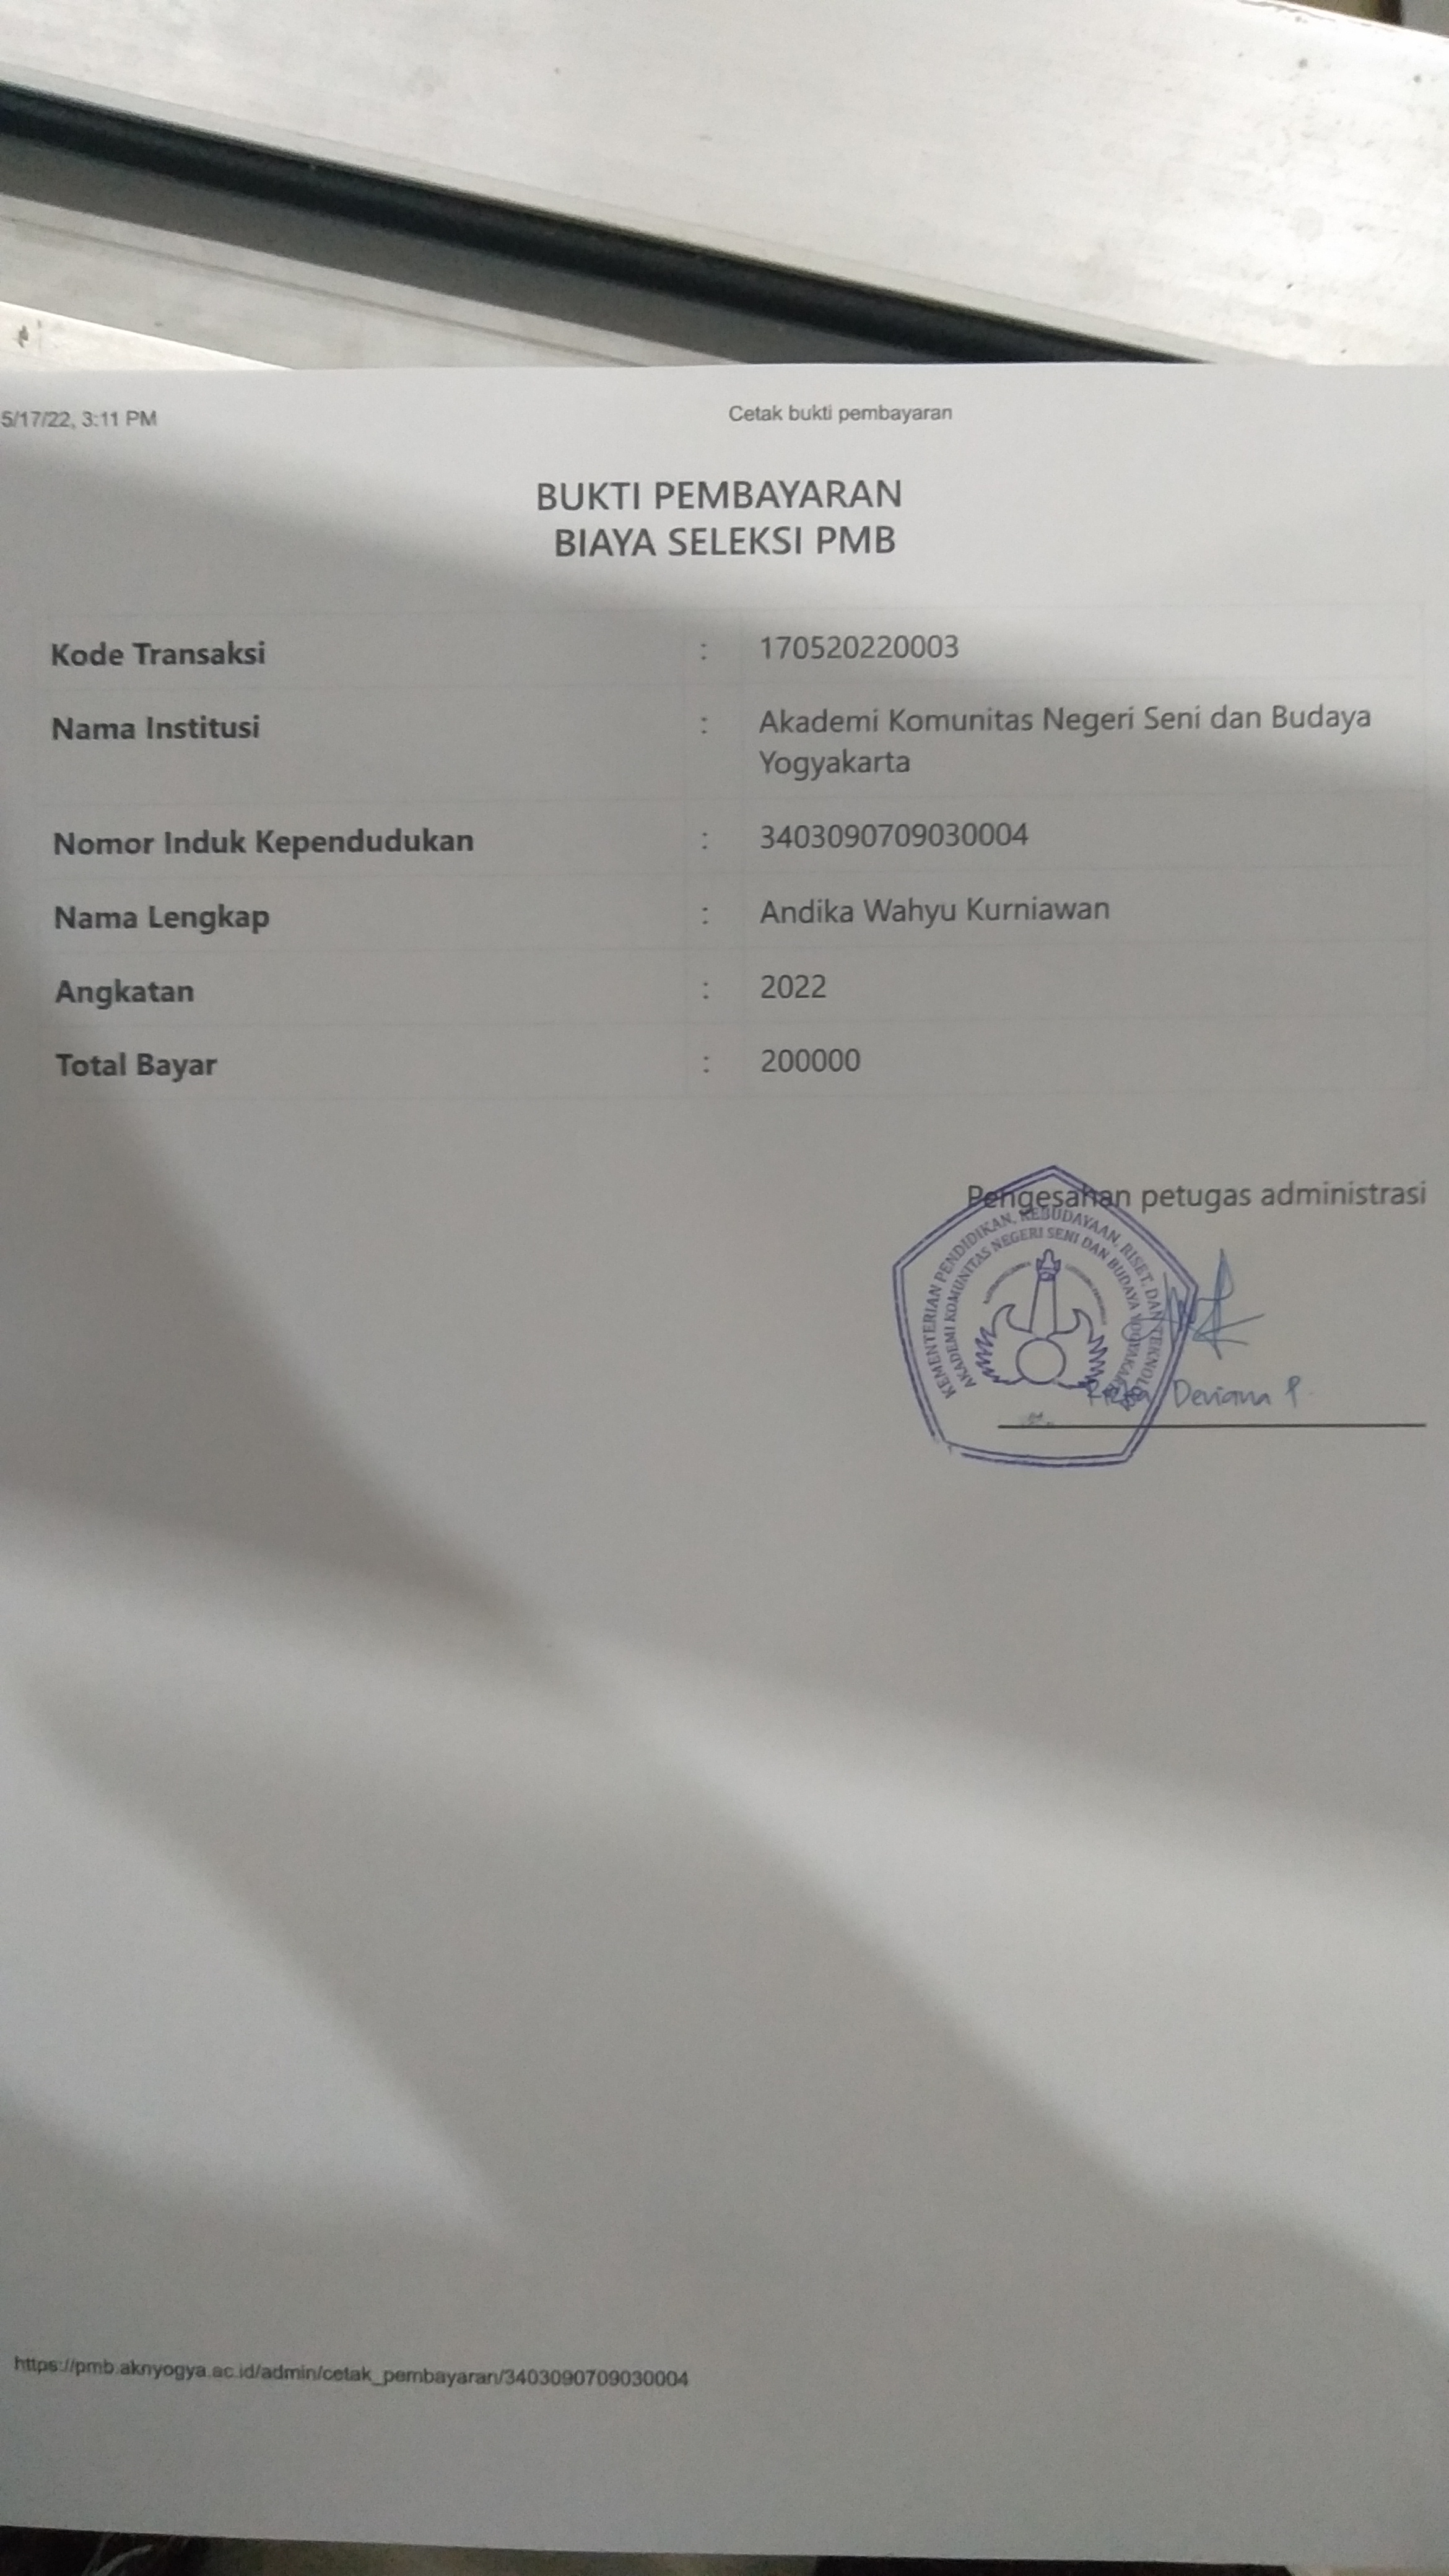 5/17/22, 3:11 PM
Cetak bukti pembayaran
BUKTI PEMBAYARAN
BIAYA SELEKSI PMB
Kode Transaksi : 170520220003
Nama Institusi : Akademi Komunitas Negeri Seni dan Budaya
Yogyakarta
Nomor Induk Kependudukan : 3403090709030004
Nama Lengkap : Andika Wahyu Kurniawan
Angkatan : 2022
Total Bayar : 200000
Pengesahan petugas administrasi
KEMENTERIAN PENDIDIKAN, KEBUDAYAAN, RISET, DAN TEKNOLOGI
AKADEMI KOMUNITAS NEGERI SENI DAN BUDAYA YOGYAKARTA
Deviana P.
https://pmb.aknyogya.ac.id/admin/cetak_pembayaran/3403090709030004